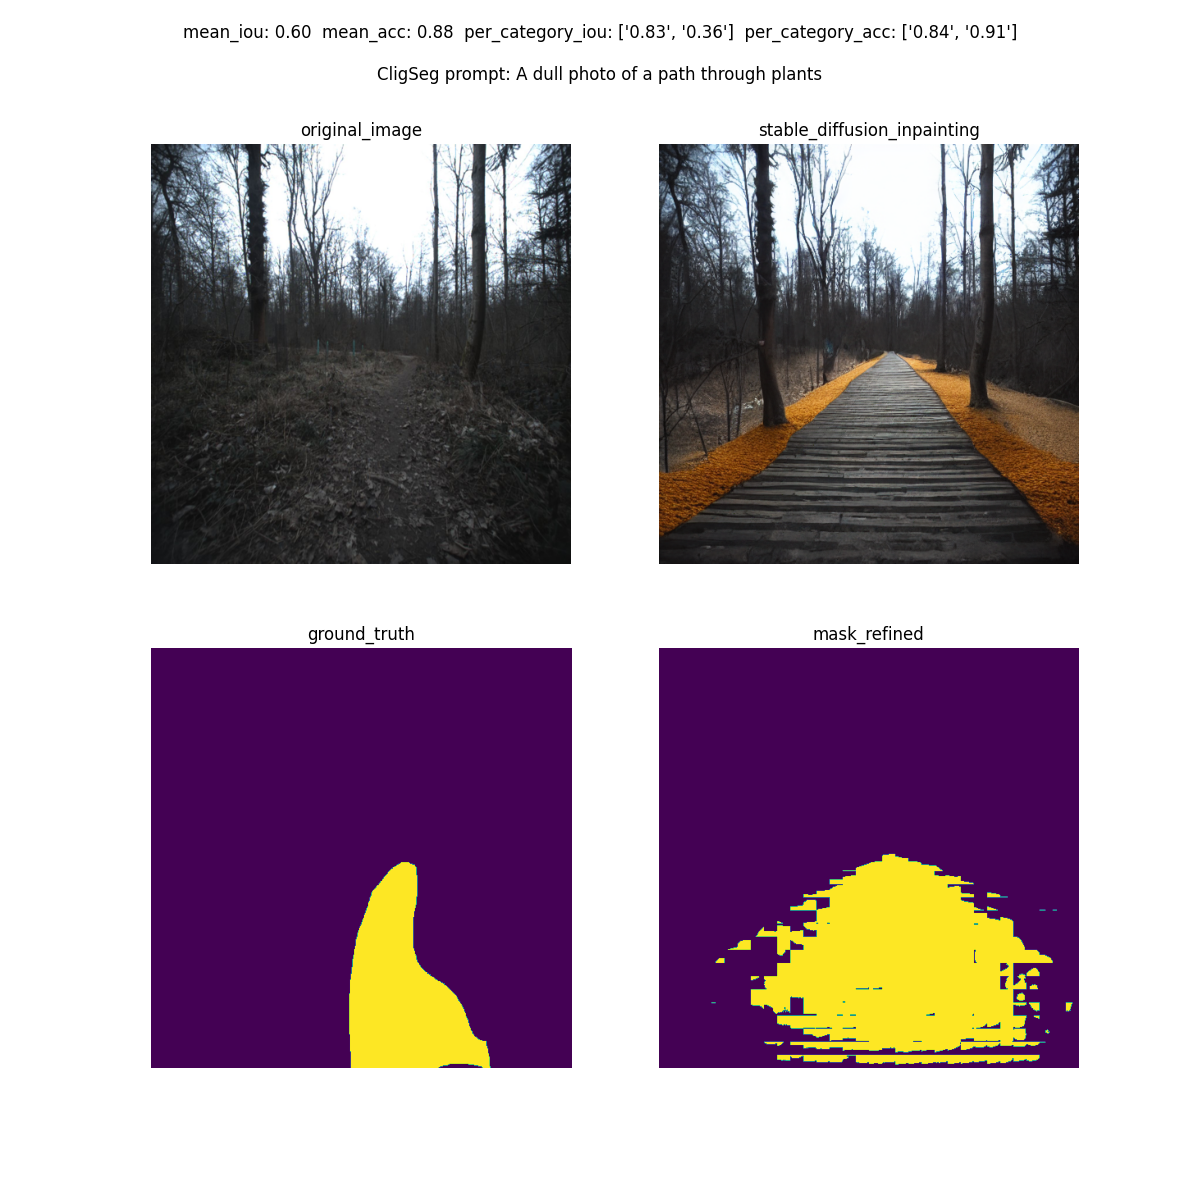 mean_iou: 0.60  mean_acc: 0.88  per_category_iou: ['0.83', '0.36']  per_category_acc: ['0.84', '0.91']
CligSeg prompt: A dull photo of a path through plants
original_image
stable_diffusion_inpainting
ground_truth
mask_refined